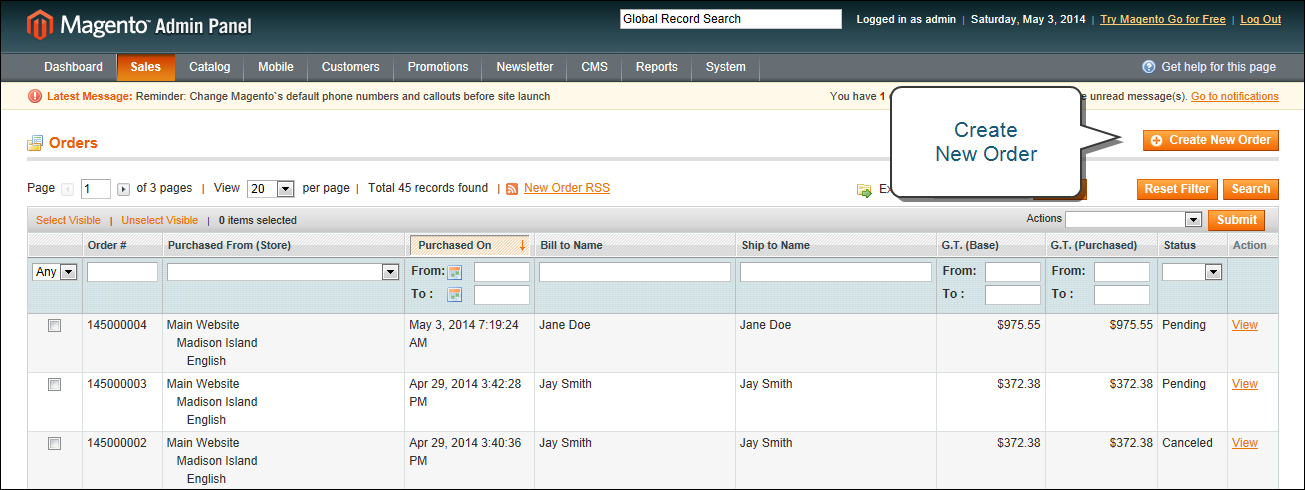 Magento™ Admin Panel
Global Record Search
Logged in as admin | Saturday, May 3, 2014 | Try Magento Go for Free | Log Out
Dashboard Sales Catalog Mobile Customers Promotions Newsletter CMS Reports System
Get help for this page
Latest Message: Reminder: Change Magento`s default phone numbers and callouts before site launch
You have 1 unread message(s). Go to notifications
Create
New Order
Orders
Create New Order
Page 1 of 3 pages | View 20 per page | Total 45 records found | New Order RSS
Reset Filter Search
Select Visible | Unselect Visible | 0 items selected
Actions Submit
Order # Purchased From (Store) Purchased On ↓ Bill to Name Ship to Name G.T. (Base) G.T. (Purchased) Status Action
Any From: From: From:
To : To : To :
145000004 Main Website May 3, 2014 7:19:24 Jane Doe Jane Doe $975.55 $975.55 Pending View
Madison Island AM
English
145000003 Main Website Apr 29, 2014 3:42:28 Jay Smith Jay Smith $372.38 $372.38 Pending View
Madison Island PM
English
145000002 Main Website Apr 29, 2014 3:40:36 Jay Smith Jay Smith $372.38 $372.38 Canceled View
Madison Island PM
English